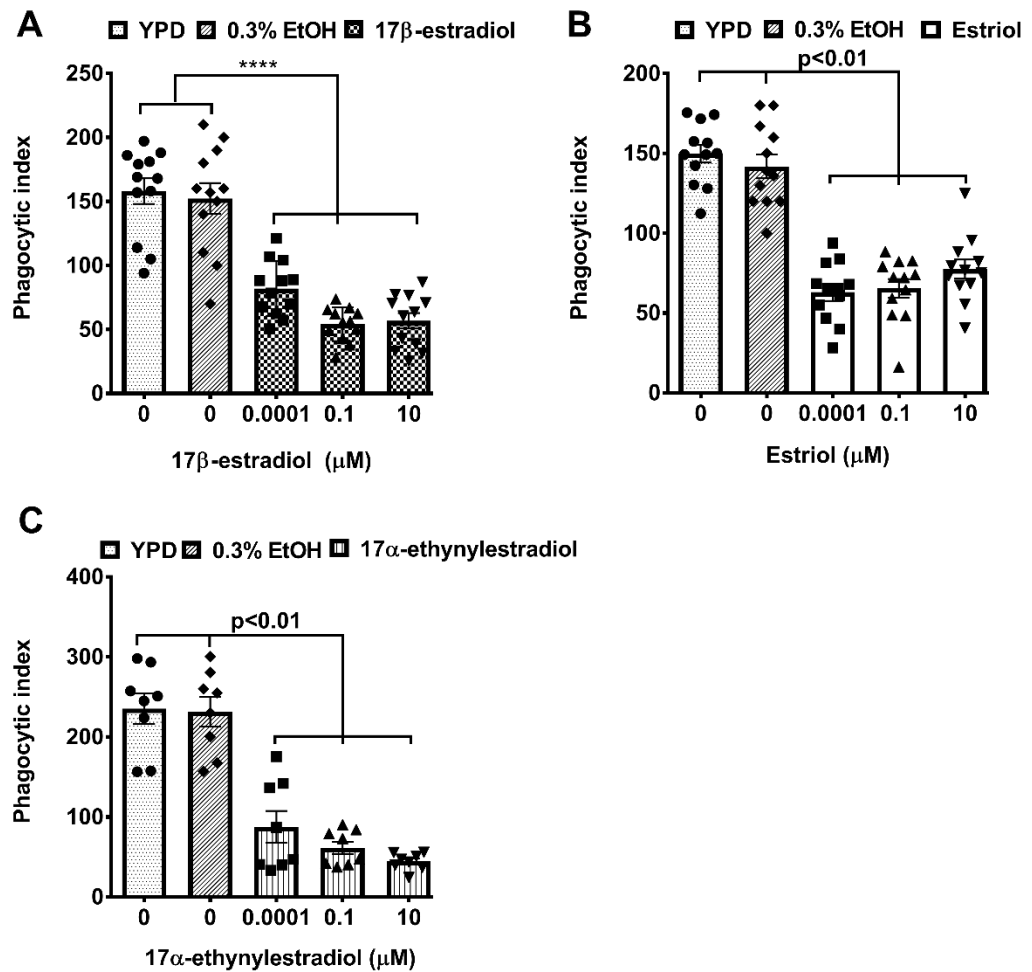 A
YPD 0.3% EtOH 17β-estradiol
****
Phagocytic index
250
200
150
100
50
0
0 0 0.0001 0.1 10
17β-estradiol (μM)
B
YPD 0.3% EtOH Estriol
p<0.01
Phagocytic index
200
150
100
50
0
0 0 0.0001 0.1 10
Estriol (μM)
C
YPD 0.3% EtOH 17α-ethynylestradiol
p<0.01
Phagocytic index
400
300
200
100
0
0 0 0.0001 0.1 10
17α-ethynylestradiol (μM)